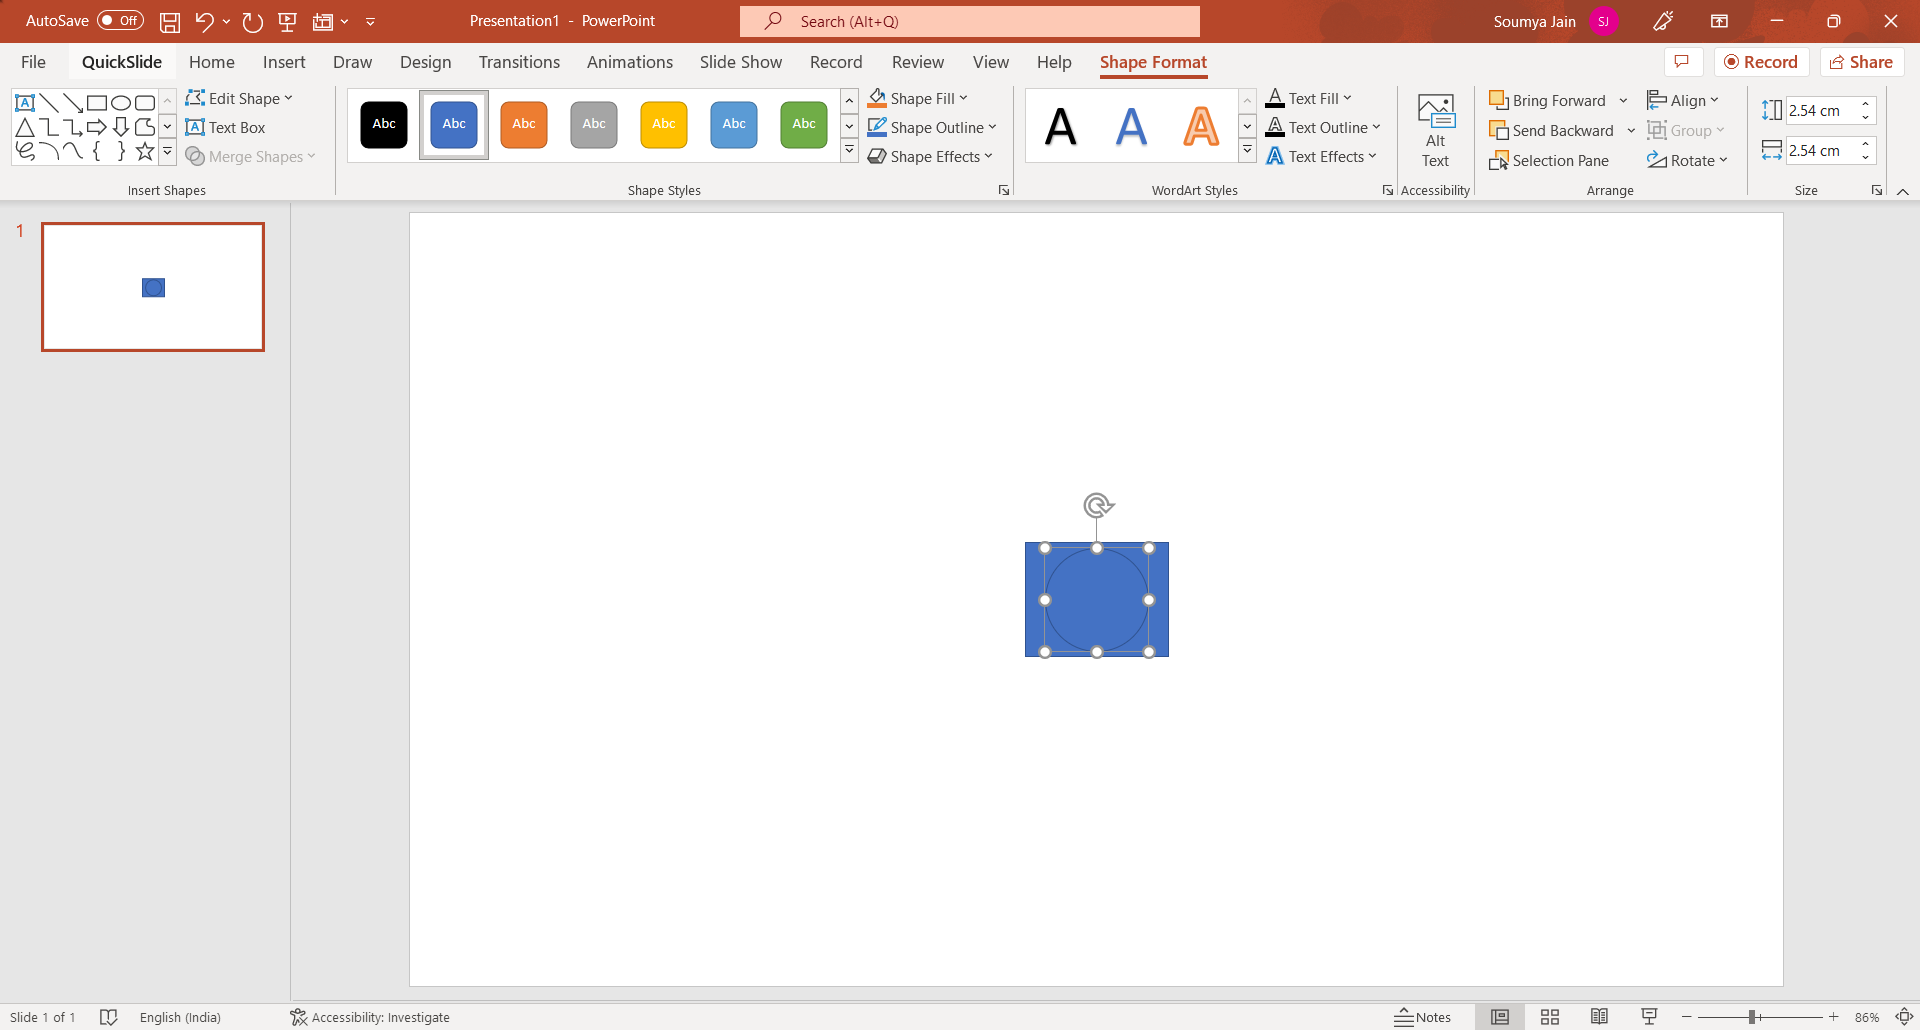 AutoSave Off Presentation1 - PowerPoint Search (Alt+Q) Soumya Jain SJ
File QuickSlide Home Insert Draw Design Transitions Animations Slide Show Record Review View Help Shape Format Record Share
Edit Shape
Text Box
Merge Shapes
Insert Shapes
Abc Abc Abc Abc Abc Abc Abc
Shape Fill
Shape Outline
Shape Effects
Shape Styles
A A A
Text Fill
Text Outline
Text Effects
WordArt Styles
Alt
Text
Accessibility
Bring Forward
Send Backward
Selection Pane
Align
Group
Rotate
Arrange
2.54 cm
2.54 cm
Size
1
Slide 1 of 1 English (India) Accessibility: Investigate Notes 86%